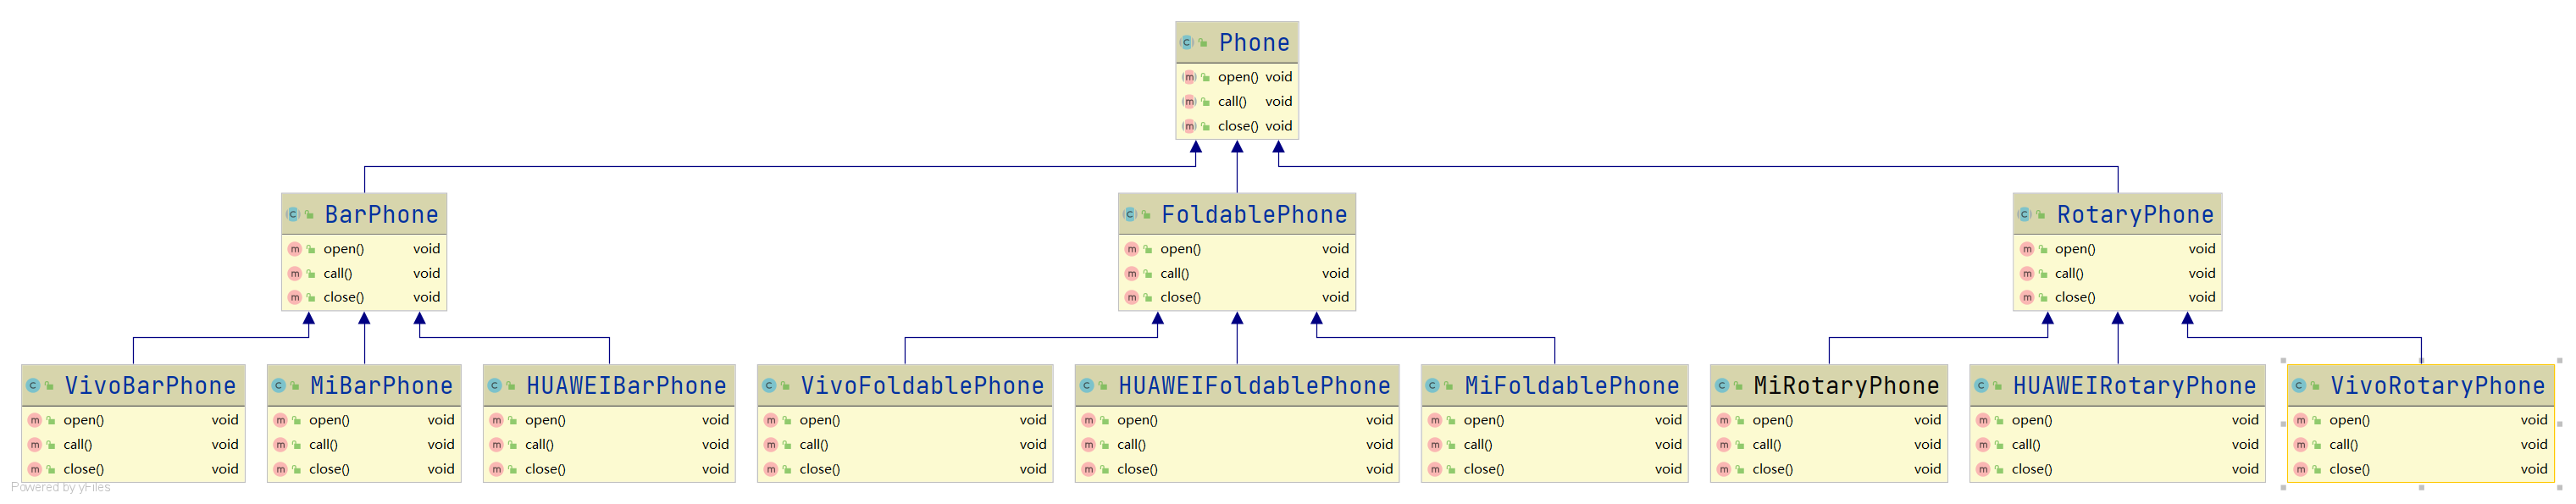 Phone
open() void
call() void
close() void
BarPhone
open() void
call() void
close() void
FoldablePhone
open() void
call() void
close() void
RotaryPhone
open() void
call() void
close() void
VivoBarPhone
open() void
call() void
close() void
MiBarPhone
open() void
call() void
close() void
HUAWEIBarPhone
open() void
call() void
close() void
VivoFoldablePhone
open() void
call() void
close() void
HUAWEIFoldablePhone
open() void
call() void
close() void
MiFoldablePhone
open() void
call() void
close() void
MiRotaryPhone
open() void
call() void
close() void
HUAWEIRotaryPhone
open() void
call() void
close() void
VivoRotaryPhone
open() void
call() void
close() void
Powered by yFiles